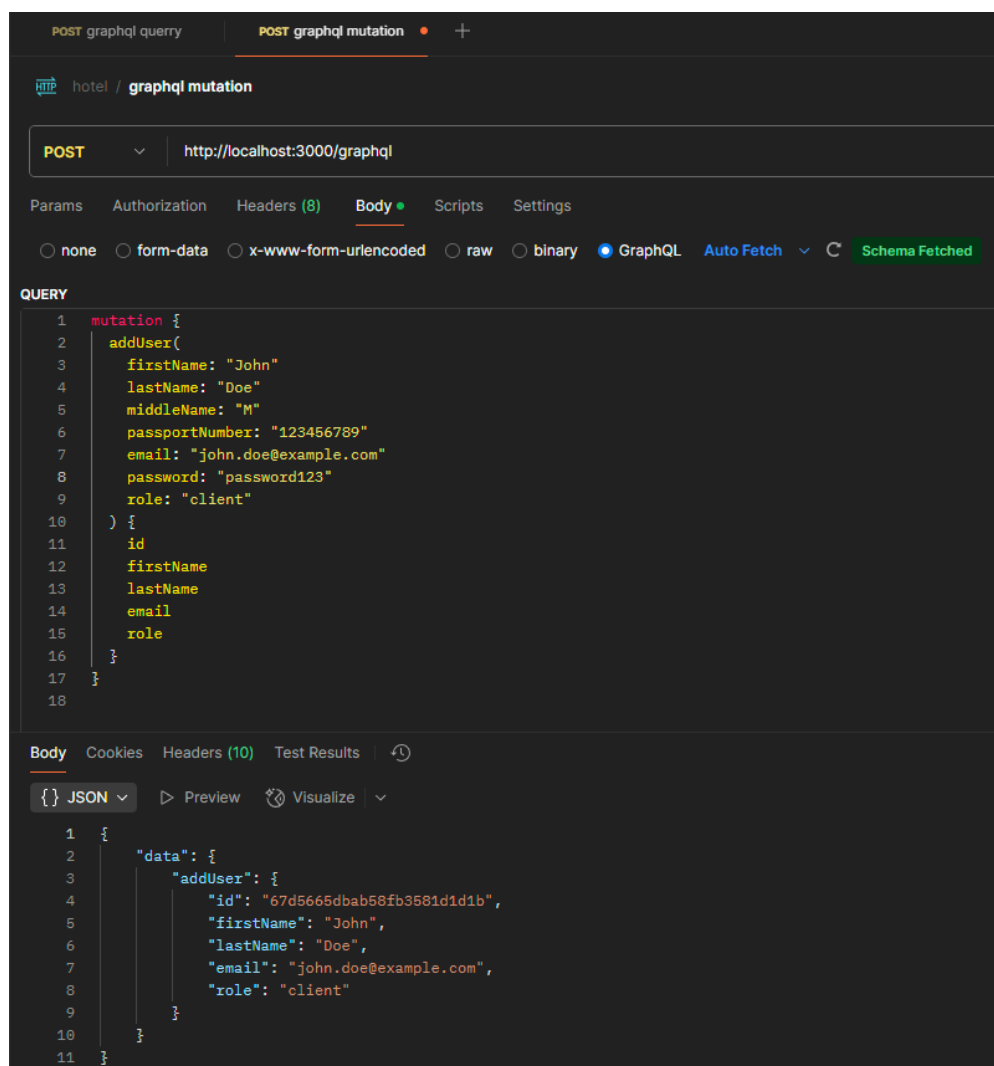 POST graphql querry POST graphql mutation
HTTP hotel / graphql mutation
POST http://localhost:3000/graphql
Params Authorization Headers (8) Body Scripts Settings
none form-data x-www-form-urlencoded raw binary GraphQL Auto Fetch Schema Fetched
QUERY
1 mutation {
2 addUser(
3 firstName: "John"
4 lastName: "Doe"
5 middleName: "M"
6 passportNumber: "123456789"
7 email: "john.doe@example.com"
8 password: "password123"
9 role: "client"
10 ) {
11 id
12 firstName
13 lastName
14 email
15 role
16 }
17 }
18
Body Cookies Headers (10) Test Results
{} JSON Preview Visualize
1 {
2 "data": {
3 "addUser": {
4 "id": "67d5665dbab58fb3581d1d1b",
5 "firstName": "John",
6 "lastName": "Doe",
7 "email": "john.doe@example.com",
8 "role": "client"
9 }
10 }
11 }